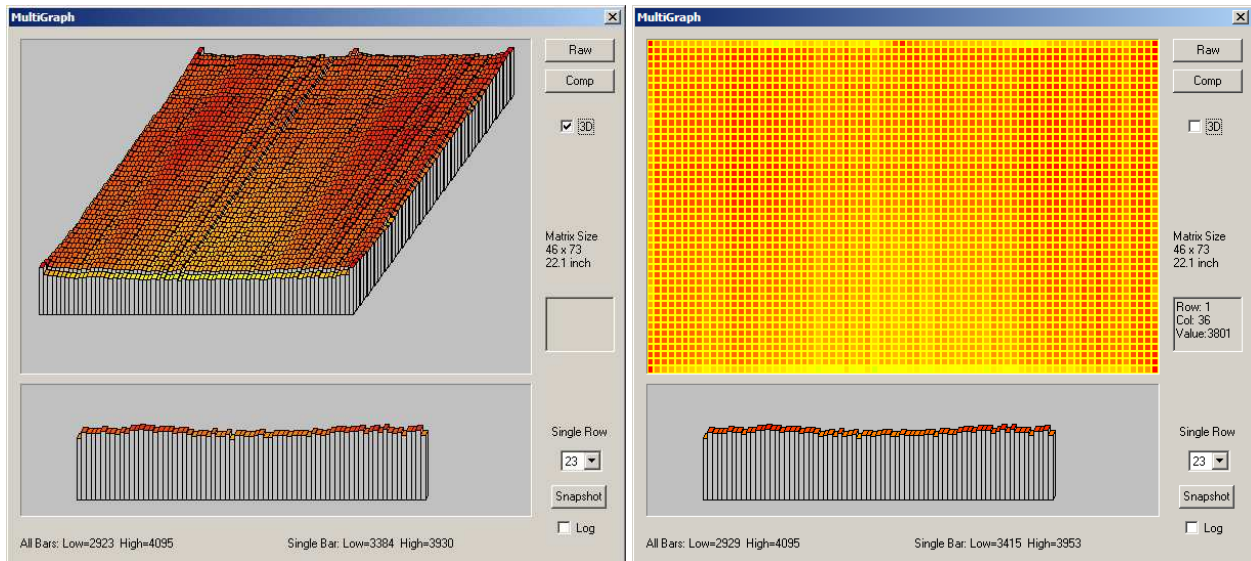 MultiGraph
Raw
Comp
3D
Matrix Size
46 x 73
22.1 inch
Single Row
23
Snapshot
Log
All Bars: Low=2923 High=4095 Single Bar: Low=3384 High=3930
MultiGraph
Raw
Comp
3D
Matrix Size
46 x 73
22.1 inch
Row: 1
Col: 36
Value:3801
Single Row
23
Snapshot
Log
All Bars: Low=2929 High=4095 Single Bar: Low=3415 High=3953